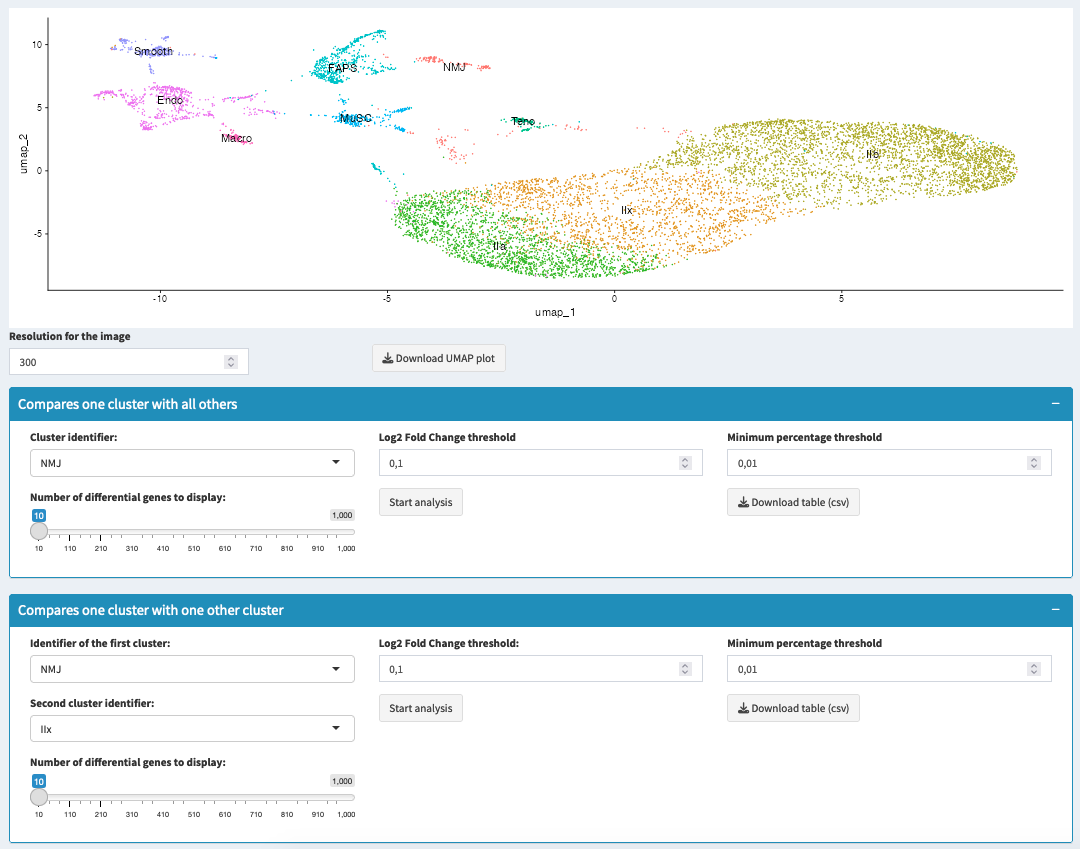 10
5
0
-5
umap_2
Smooth
FAPS
NMJ
Endo
MuSC
Teno
Macro
IIb
IIx
IIa
-10 -5 0 5
umap_1
Resolution for the image
300
Download UMAP plot
Compares one cluster with all others
Cluster identifier: Log2 Fold Change threshold Minimum percentage threshold
NMJ 0,1 0,01
Number of differential genes to display: Start analysis Download table (csv)
10 1,000
10 110 210 310 410 510 610 710 810 910 1,000
Compares one cluster with one other cluster
Identifier of the first cluster: Log2 Fold Change threshold: Minimum percentage threshold
NMJ 0,1 0,01
Second cluster identifier: Start analysis Download table (csv)
IIx
Number of differential genes to display:
10 1,000
10 110 210 310 410 510 610 710 810 910 1,000